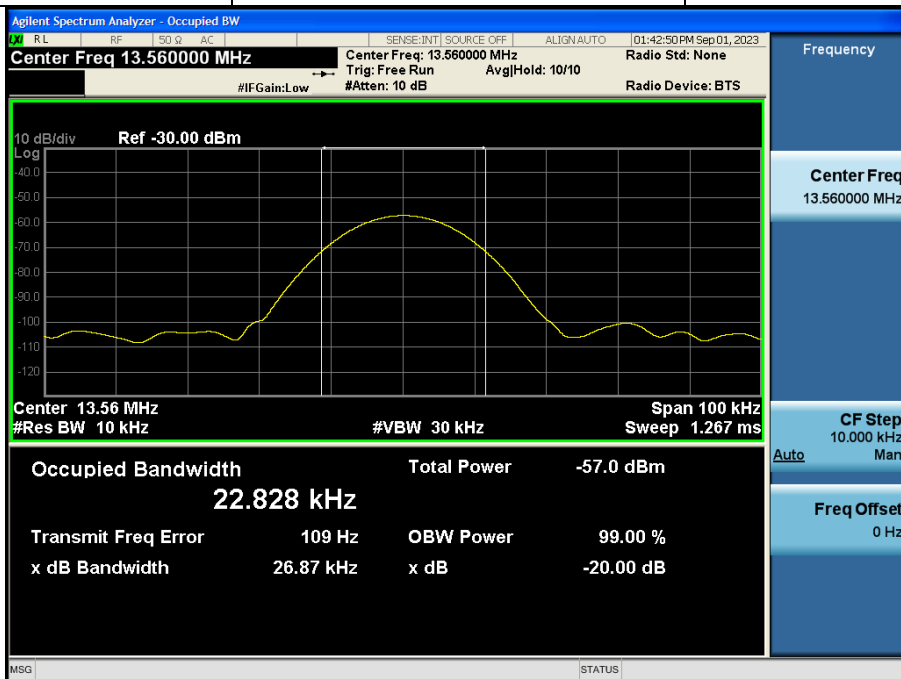 Agilent Spectrum Analyzer - Occupied BW
LXI RL RF 50 Ω AC SENSE:INT SOURCE OFF ALIGN AUTO 01:42:50 PM Sep 01, 2023
Center Freq 13.560000 MHz Center Freq: 13.560000 MHz Radio Std: None
Trig: Free Run Avg|Hold: 10/10
#IFGain:Low #Atten: 10 dB Radio Device: BTS
10 dB/div Ref -30.00 dBm
Log
-40.0
-50.0
-60.0
-70.0
-80.0
-90.0
-100
-110
-120
Center 13.56 MHz Span 100 kHz
#Res BW 10 kHz #VBW 30 kHz Sweep 1.267 ms
Occupied Bandwidth Total Power -57.0 dBm
22.828 kHz
Transmit Freq Error 109 Hz OBW Power 99.00 %
x dB Bandwidth 26.87 kHz x dB -20.00 dB
MSG STATUS
Frequency
Center Freq
13.560000 MHz
CF Step
10.000 kHz
Auto Man
Freq Offset
0 Hz